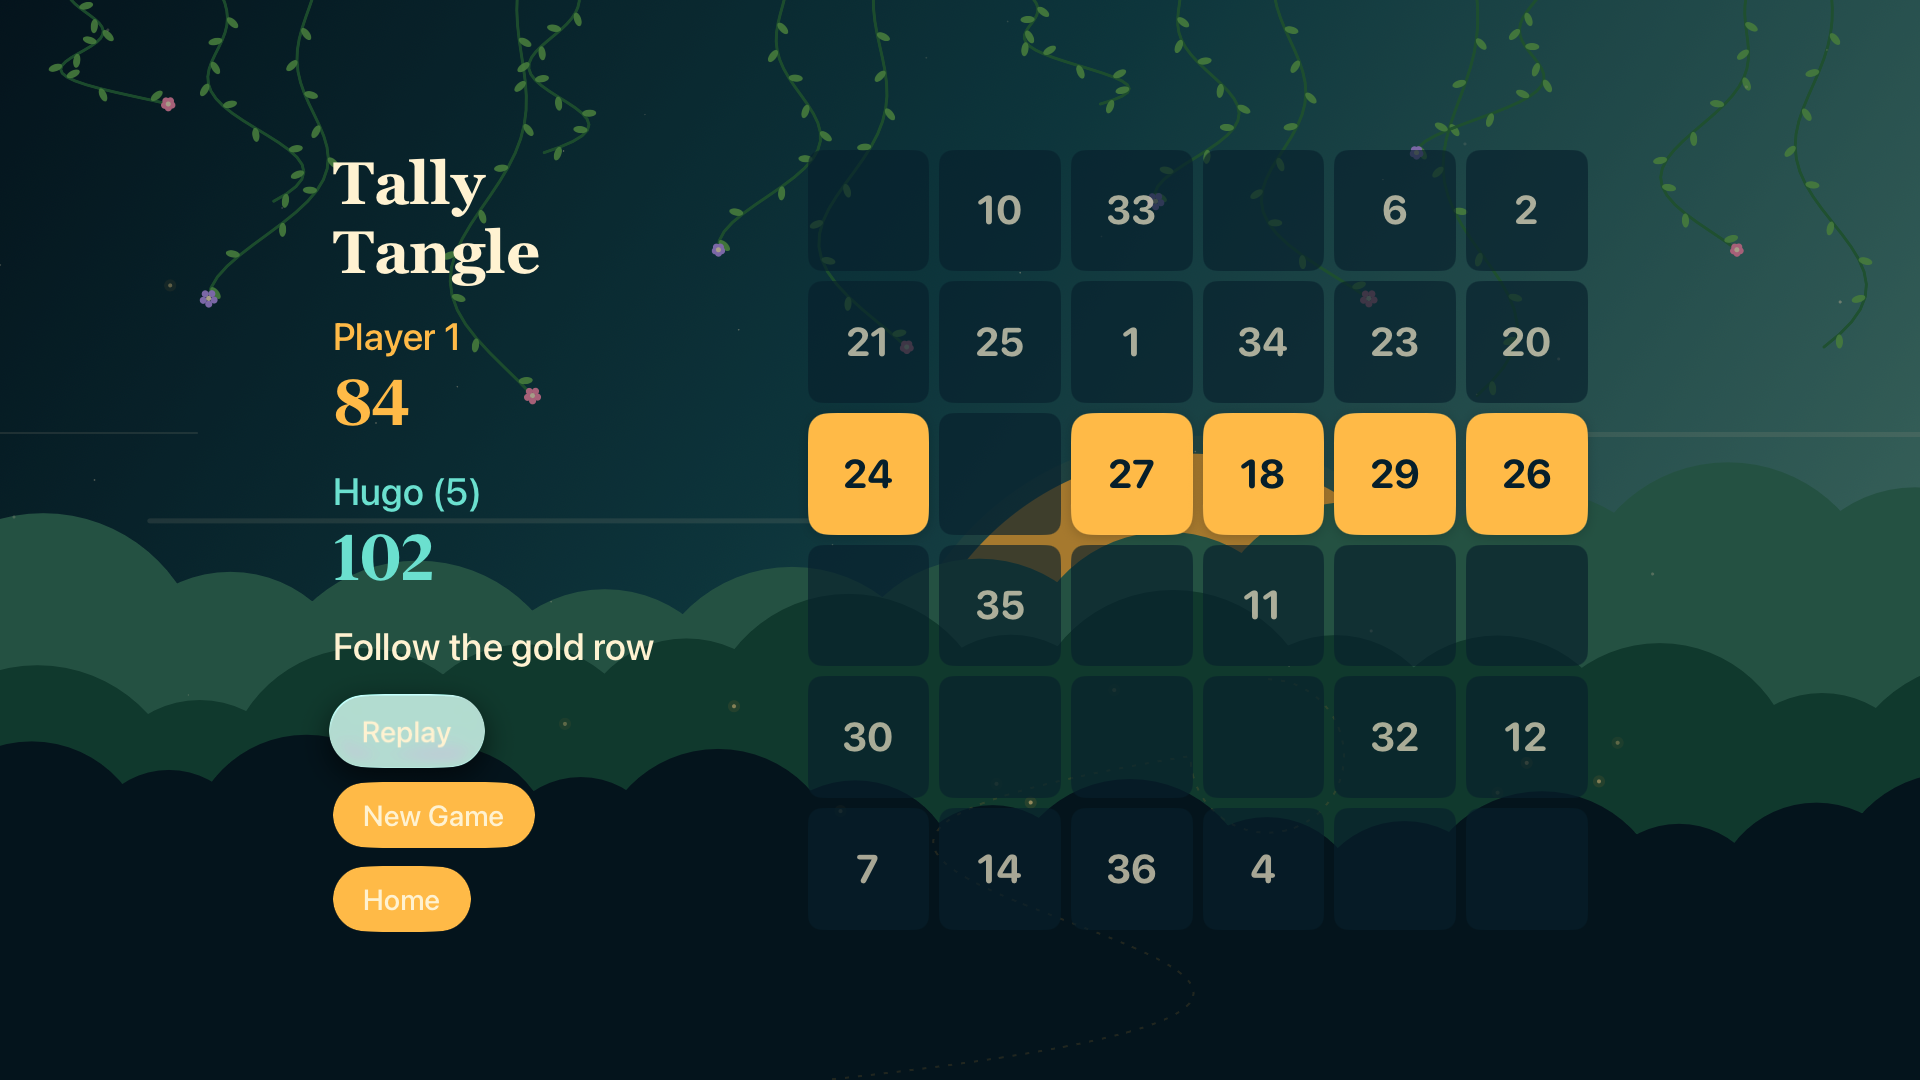 Tally
Tangle
Player 1
84
Hugo (5)
102
Follow the gold row
Replay
New Game
Home
10 33 6 2
21 25 1 34 23 20
24 27 18 29 26
35 11
30 32 12
7 14 36 4